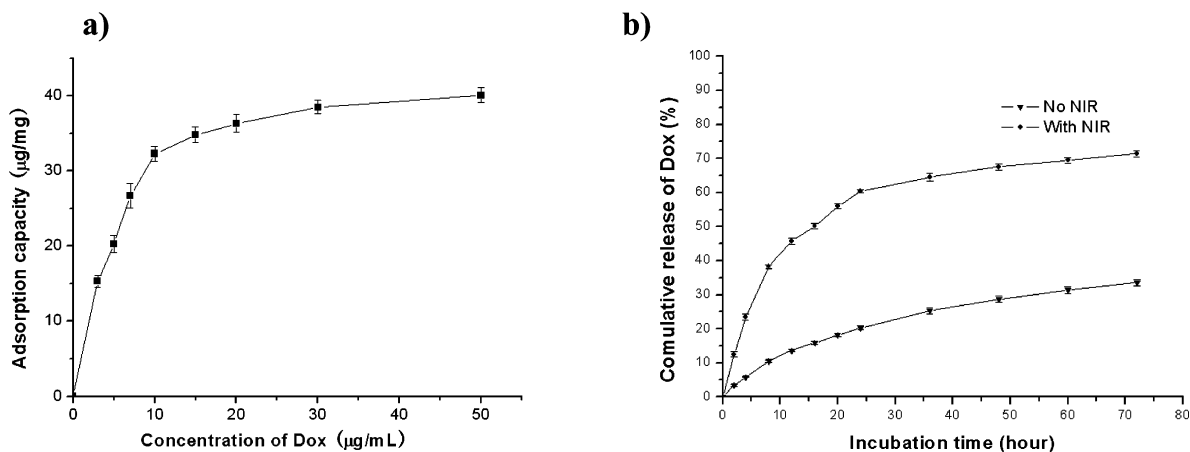 a)
Adsorption capacity (μg/mg)
40
30
20
10
0
0 10 20 30 40 50
Concentration of Dox (μg/mL)
b)
Comulative release of Dox (%)
100
90
80
70
60
50
40
30
20
10
0
No NIR
With NIR
0 10 20 30 40 50 60 70 80
Incubation time (hour)